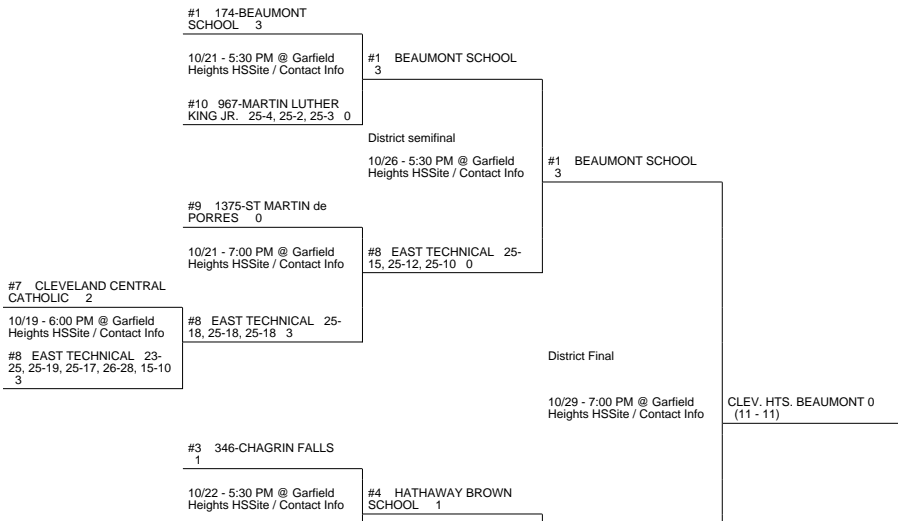 #1   174-BEAUMONT
SCHOOL   3
10/21 - 5:30 PM @ Garfield
Heights HSSite / Contact Info
#1   BEAUMONT SCHOOL
3
#10   967-MARTIN LUTHER
KING JR.   25-4, 25-2, 25-3   0
District semifinal
10/26 - 5:30 PM @ Garfield
Heights HSSite / Contact Info
#1   BEAUMONT SCHOOL
3
#9   1375-ST MARTIN de
PORRES   0
10/21 - 7:00 PM @ Garfield
Heights HSSite / Contact Info
#8   EAST TECHNICAL   25-
15, 25-12, 25-10   0
#7   CLEVELAND CENTRAL
CATHOLIC   2
10/19 - 6:00 PM @ Garfield
Heights HSSite / Contact Info
#8   EAST TECHNICAL   25-
18, 25-18, 25-18   3
#8   EAST TECHNICAL   23-
25, 25-19, 25-17, 26-28, 15-10
3
District Final
10/29 - 7:00 PM @ Garfield
Heights HSSite / Contact Info
CLEV. HTS. BEAUMONT 0
(11 - 11)
#3   346-CHAGRIN FALLS
1
10/22 - 5:30 PM @ Garfield
Heights HSSite / Contact Info
#4   HATHAWAY BROWN
SCHOOL   1